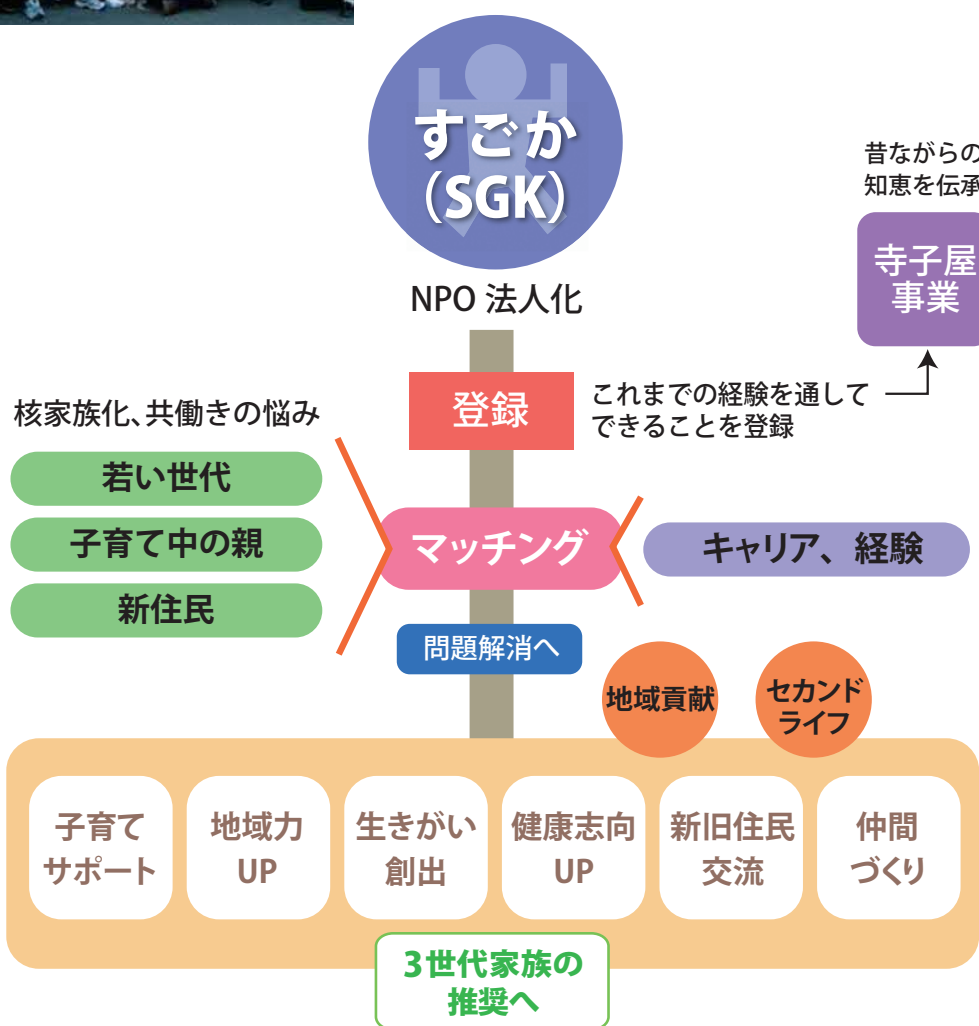 すごか
（SGK）
NPO 法人化
昔ながらの
知恵を伝承
寺子屋
事業
登録
これまでの経験を通して
できることを登録
核家族化、共働きの悩み
若い世代
子育て中の親
新住民
マッチング
キャリア、経験
問題解消へ
地域貢献
セカンド
ライフ
子育て
サポート
地域力
UP
生きがい
創出
健康志向
UP
新旧住民
交流
仲間
づくり
3世代家族の
推奨へ